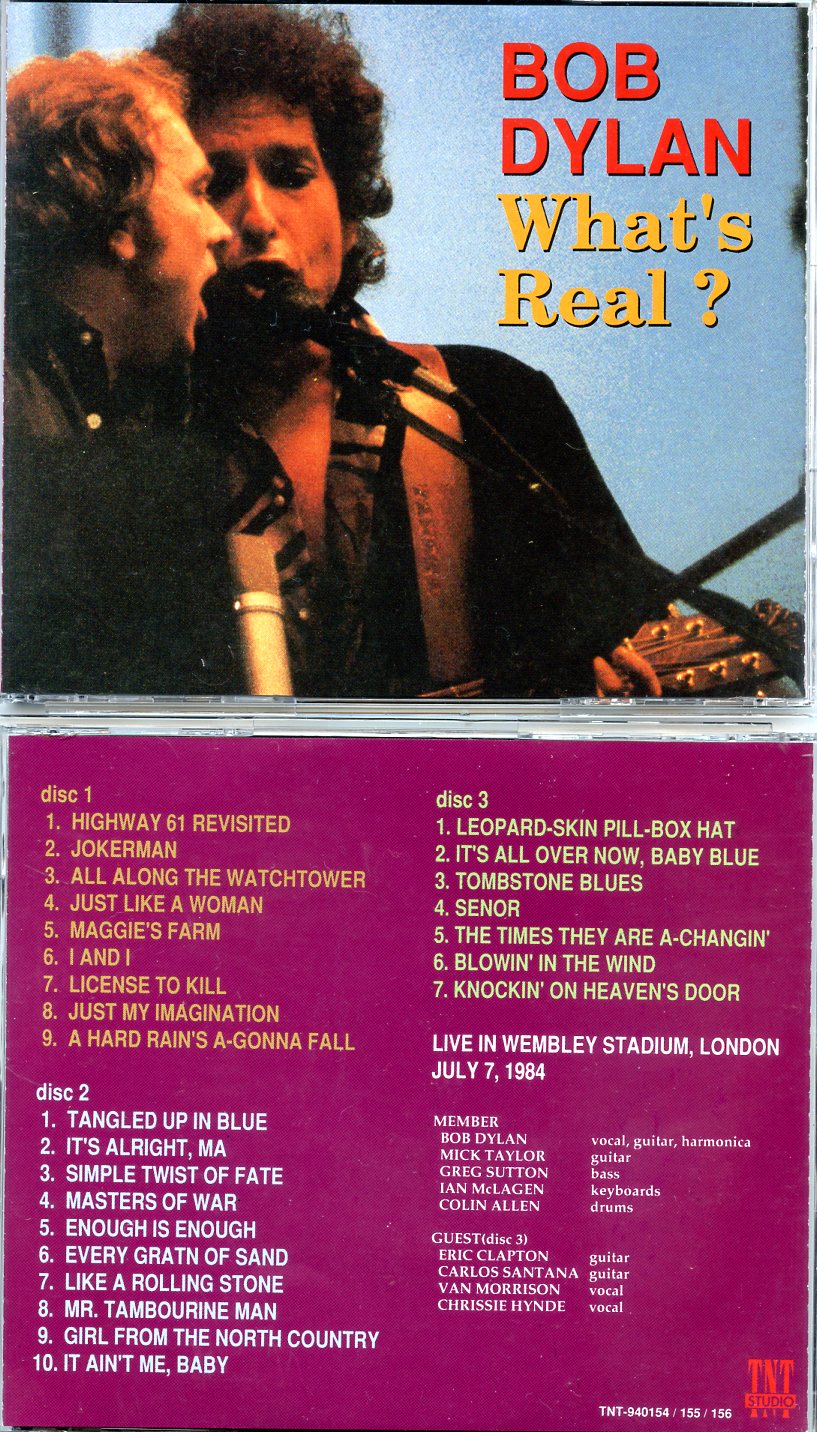 BOB
DYLAN
What's
Real ?
disc 1
1. HIGHWAY 61 REVISITED
2. JOKERMAN
3. ALL ALONG THE WATCHTOWER
4. JUST LIKE A WOMAN
5. MAGGIE'S FARM
6. I AND I
7. LICENSE TO KILL
8. JUST MY IMAGINATION
9. A HARD RAIN'S A-GONNA FALL
disc 2
1. TANGLED UP IN BLUE
2. IT'S ALRIGHT, MA
3. SIMPLE TWIST OF FATE
4. MASTERS OF WAR
5. ENOUGH IS ENOUGH
6. EVERY GRATN OF SAND
7. LIKE A ROLLING STONE
8. MR. TAMBOURINE MAN
9. GIRL FROM THE NORTH COUNTRY
10. IT AIN'T ME, BABY
disc 3
1. LEOPARD-SKIN PILL-BOX HAT
2. IT'S ALL OVER NOW, BABY BLUE
3. TOMBSTONE BLUES
4. SENOR
5. THE TIMES THEY ARE A-CHANGIN'
6. BLOWIN' IN THE WIND
7. KNOCKIN' ON HEAVEN'S DOOR
LIVE IN WEMBLEY STADIUM, LONDON
JULY 7, 1984
MEMBER
BOB DYLAN vocal, guitar, harmonica
MICK TAYLOR guitar
GREG SUTTON bass
IAN McLAGEN keyboards
COLIN ALLEN drums
GUEST(disc 3)
ERIC CLAPTON guitar
CARLOS SANTANA guitar
VAN MORRISON vocal
CHRISSIE HYNDE vocal
TNT
STUDIO
TNT-940154 / 155 / 156